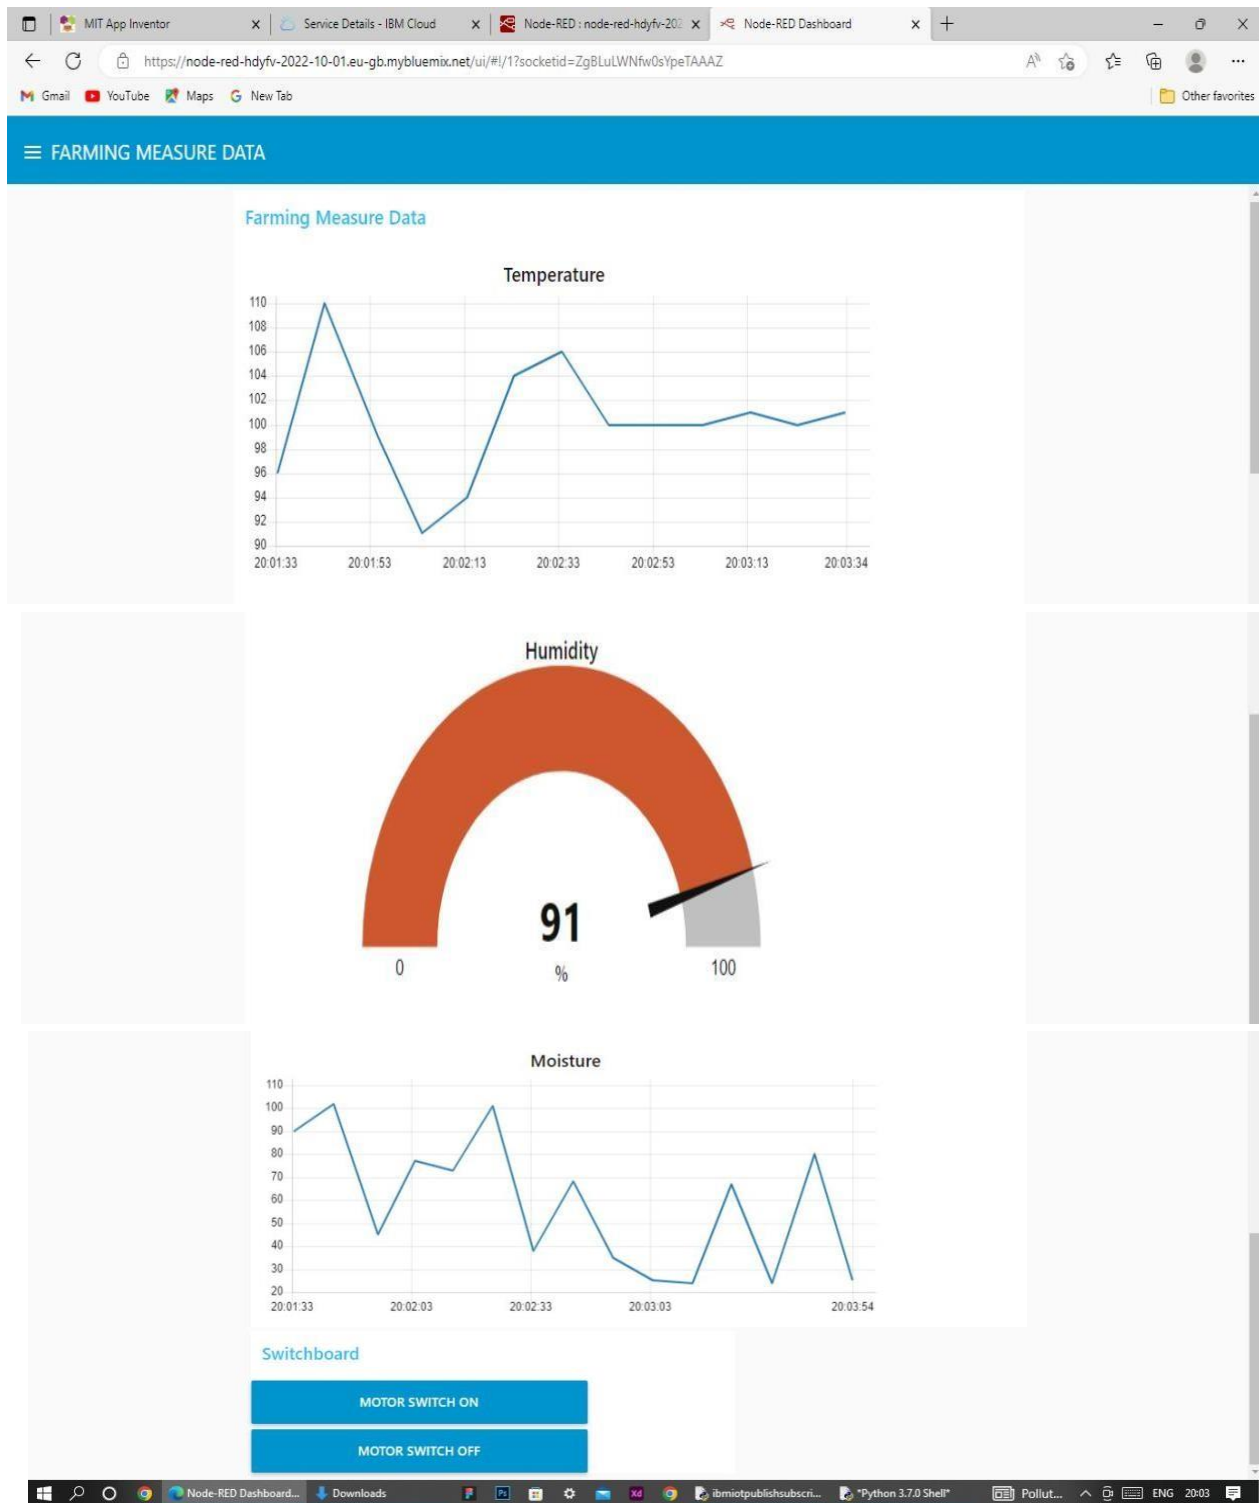 MIT App Inventor
Service Details - IBM Cloud
Node-RED : node-red-hdyfv-202
Node-RED Dashboard
https://node-red-hdyfv-2022-10-01.eu-gb.mybluemix.net/ui/#!/1?socketid=ZgBLuLWNfw0sYpeTAAAZ
Gmail YouTube Maps New Tab Other favorites
FARMING MEASURE DATA
Farming Measure Data
Temperature
110
108
106
104
102
100
98
96
94
92
90
20:01:33 20:01:53 20:02:13 20:02:33 20:02:53 20:03:13 20:03:34
Humidity
91
0 % 100
Moisture
110
100
90
80
70
60
50
40
30
20
20:01:33 20:02:03 20:02:33 20:03:03 20:03:54
Switchboard
MOTOR SWITCH ON
MOTOR SWITCH OFF
Node-RED Dashboard... Downloads Ps Xd ibmiotpublishsubscri... *Python 3.7.0 Shell* Pollut... ENG 20:03